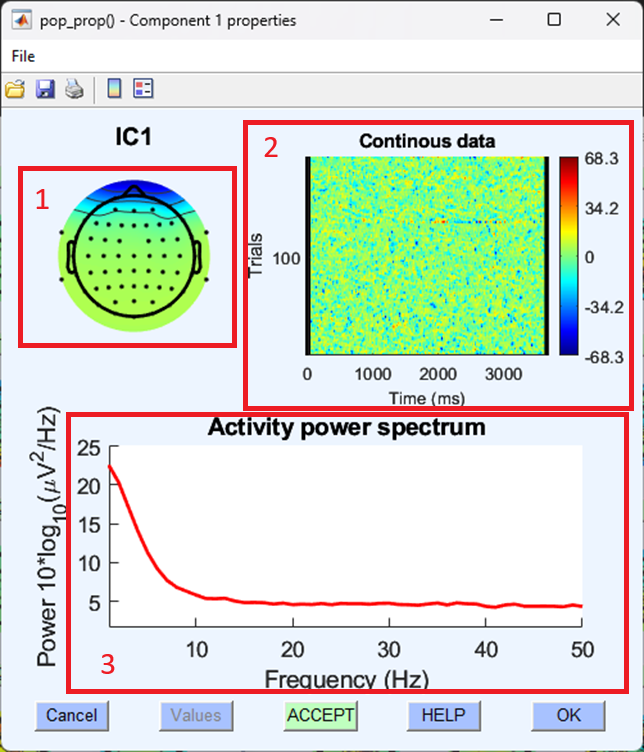 pop_prop() - Component 1 properties
File
IC1
1
2
Continous data
Trials
100
0
1000
2000
3000
Time (ms)
68.3
34.2
0
-34.2
-68.3
Activity power spectrum
Power 10*log10(μV2/Hz)
25
20
15
10
5
10
20
30
40
50
Frequency (Hz)
3
Cancel
Values
ACCEPT
HELP
OK